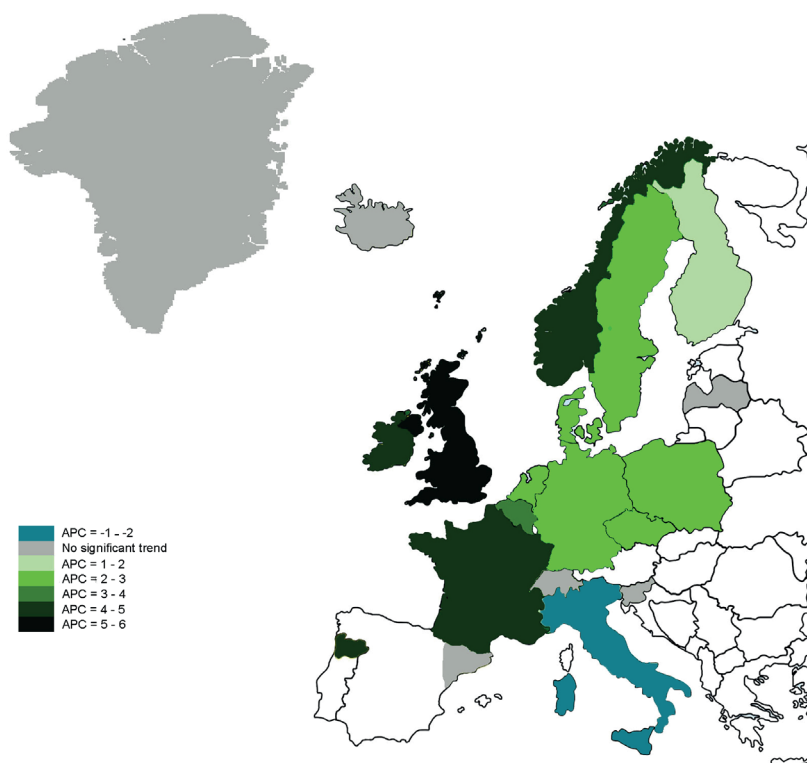 APC = -1 - -2
No significant trend
APC = 1 - 2
APC = 2 - 3
APC = 3 - 4
APC = 4 - 5
APC = 5 - 6